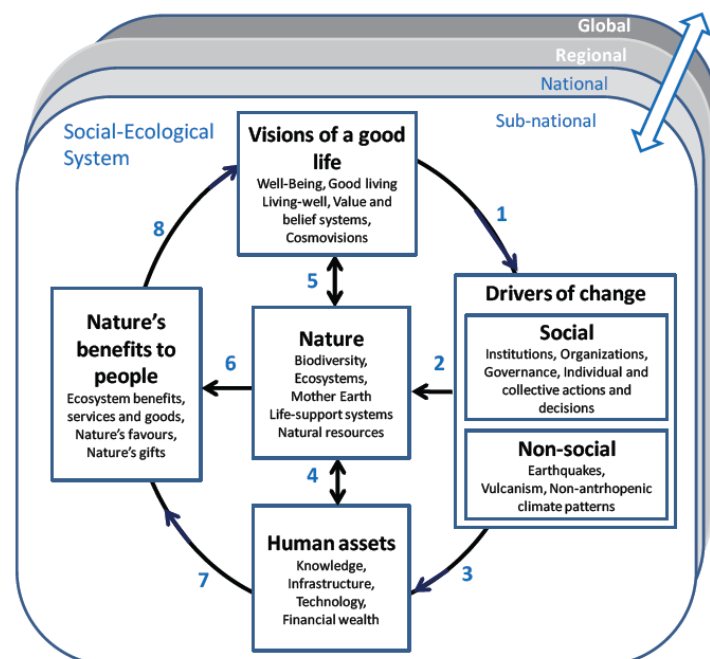 Global
Regional
National
Sub-national
Social-Ecological
System
Visions of a good
life
Well-Being, Good living
Living-well, Value and
belief systems,
Cosmovisions
8
1
5
Drivers of change
Social
Institutions, Organizations,
Governance, Individual and
collective actions and
decisions
Non-social
Earthquakes,
Vulcanism, Non-antrhopenic
climate patterns
Nature's
benefits to
people
Ecosystem benefits,
services and goods,
Nature's favours,
Nature's gifts
6
Nature
Biodiversity,
Ecosystems,
Mother Earth
Life-support systems
Natural resources
2
4
Human assets
Knowledge,
Infrastructure,
Technology,
Financial wealth
7
3